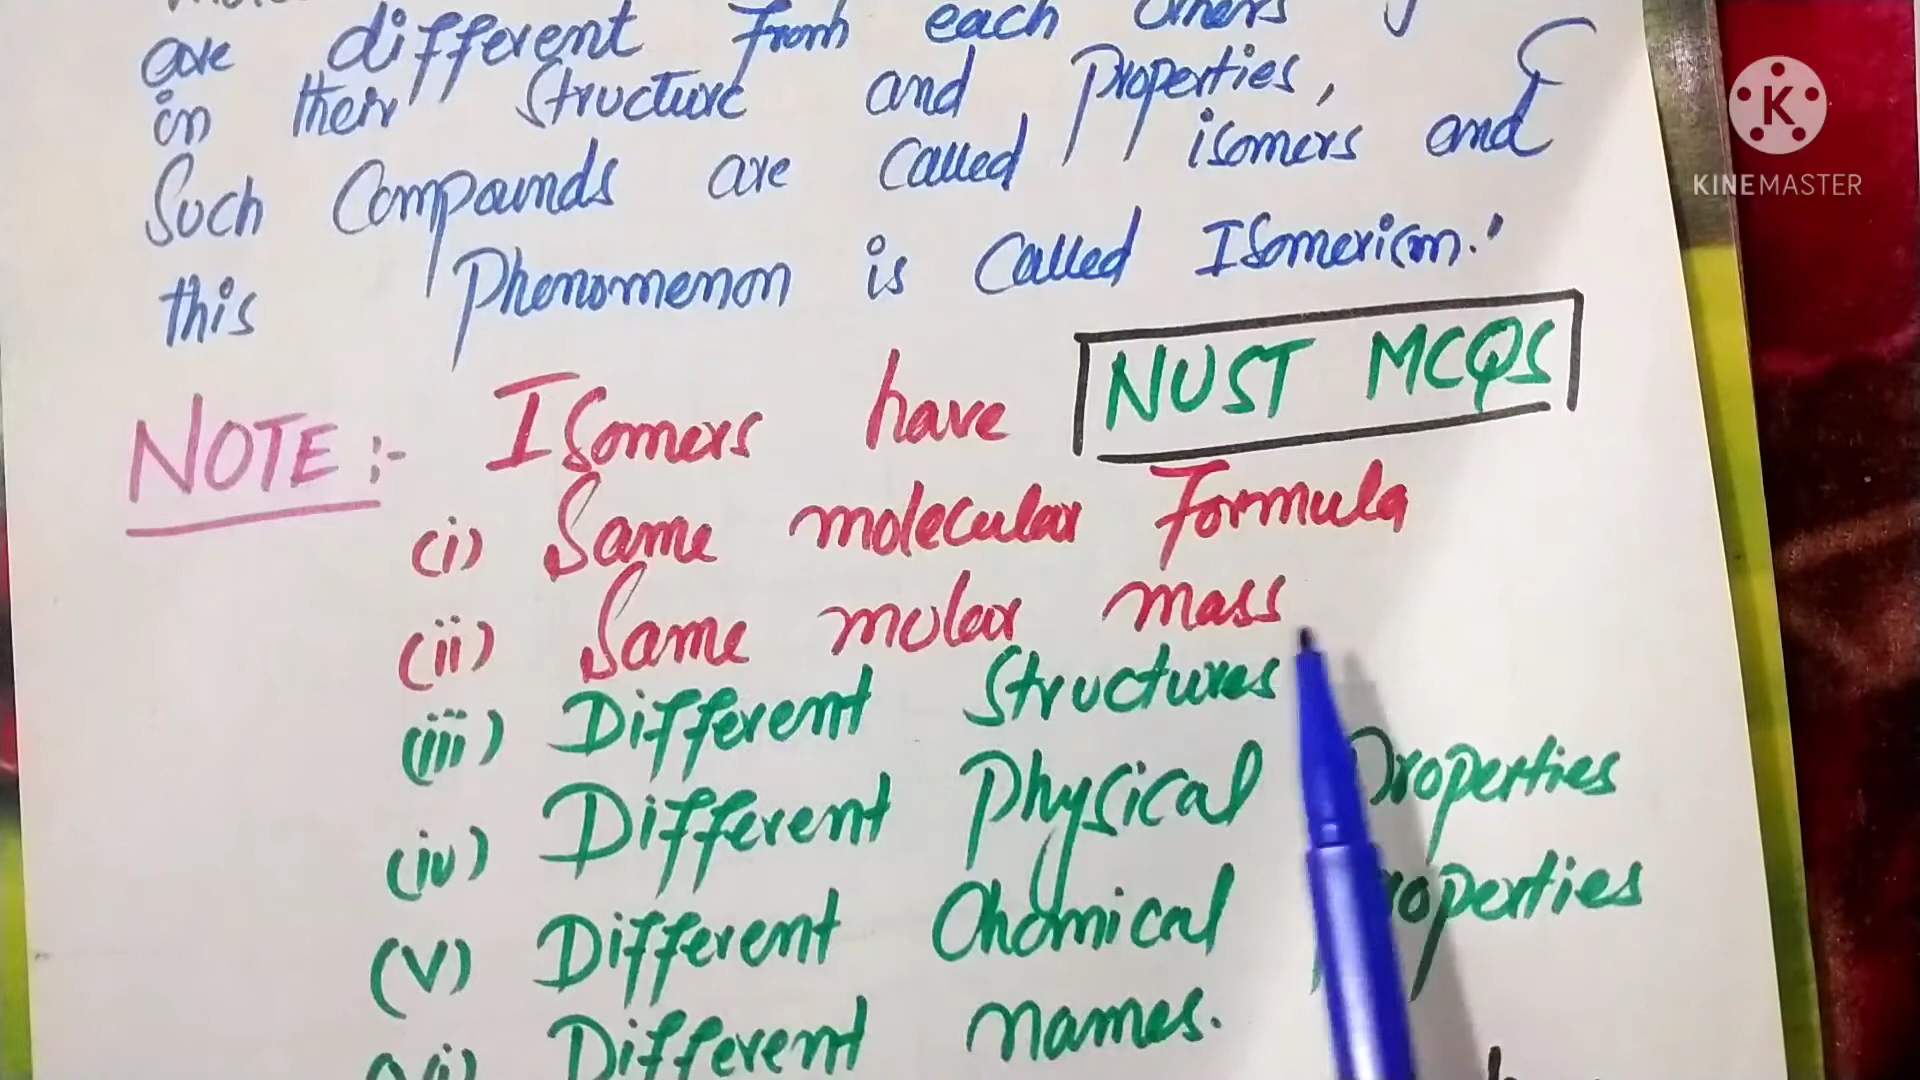 are different from each others
in their structure and properties,
Such Compounds are called isomers and
this Phenomenon is called Isomerism."
NUST MCQS
NOTE:- Isomers have
(i) Same molecular Formula
(ii) Same molar mass
(iii) Different Structures
(iv) Different Physical Properties
(v) Different Chemical Properties
(vi) Different names.
K
KINEMASTER